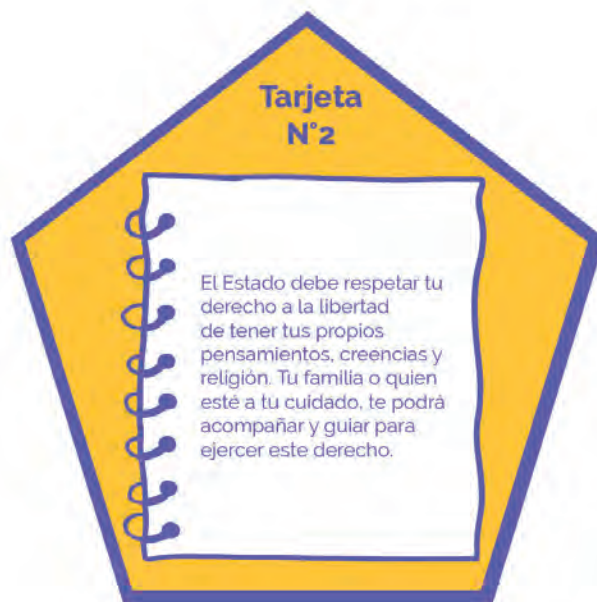 Tarjeta
N°2
El Estado debe respetar tu
derecho a la libertad
de tener tus propios
pensamientos, creencias y
religión. Tu familia o quien
esté a tu cuidado, te podrá
acompañar y guiar para
ejercer este derecho.